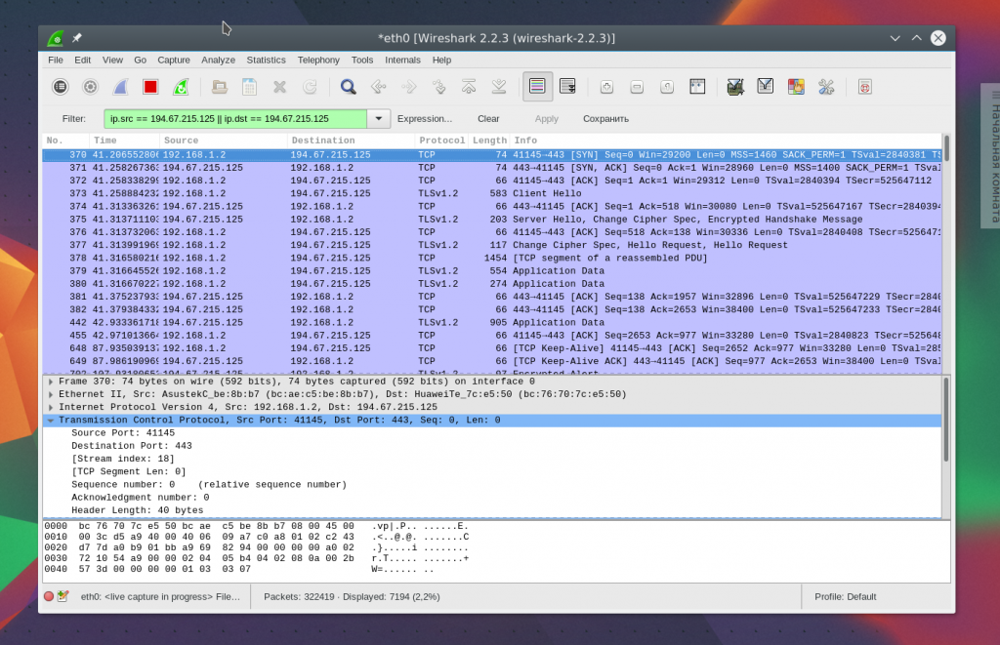 *eth0 [Wireshark 2.2.3 (wireshark-2.2.3)]
File Edit View Go Capture Analyze Statistics Telephony Tools Internals Help
Filter: ip.src == 194.67.215.125 || ip.dst == 194.67.215.125 Expression... Clear Apply Сохранить
No. Time Source Destination Protocol Length Info
370 41.206552806 192.168.1.2 194.67.215.125 TCP 74 41145→443 [SYN] Seq=0 Win=29200 Len=0 MSS=1460 SACK_PERM=1 TSval=2840381 TS
371 41.258267363 194.67.215.125 192.168.1.2 TCP 74 443→41145 [SYN, ACK] Seq=0 Ack=1 Win=28960 Len=0 MSS=1400 SACK_PERM=1 TSval
372 41.258338299 192.168.1.2 194.67.215.125 TCP 66 41145→443 [ACK] Seq=1 Ack=1 Win=29312 Len=0 TSval=2840394 TSecr=525647112
373 41.258884232 192.168.1.2 194.67.215.125 TLSv1.2 583 Client Hello
374 41.313363261 194.67.215.125 192.168.1.2 TCP 66 443→41145 [ACK] Seq=1 Ack=518 Win=30080 Len=0 TSval=525647167 TSecr=2840394
375 41.313711103 194.67.215.125 192.168.1.2 TLSv1.2 203 Server Hello, Change Cipher Spec, Encrypted Handshake Message
376 41.313732063 192.168.1.2 194.67.215.125 TCP 66 41145→443 [ACK] Seq=518 Ack=138 Win=30336 Len=0 TSval=2840408 TSecr=5256471
377 41.313991969 192.168.1.2 194.67.215.125 TLSv1.2 117 Change Cipher Spec, Hello Request, Hello Request
378 41.316580216 192.168.1.2 194.67.215.125 TCP 1454 [TCP segment of a reassembled PDU]
379 41.316645526 192.168.1.2 194.67.215.125 TLSv1.2 554 Application Data
380 41.316670227 192.168.1.2 194.67.215.125 TLSv1.2 274 Application Data
381 41.375237933 194.67.215.125 192.168.1.2 TCP 66 443→41145 [ACK] Seq=138 Ack=1957 Win=32896 Len=0 TSval=525647229 TSecr=2840
382 41.379384332 194.67.215.125 192.168.1.2 TCP 66 443→41145 [ACK] Seq=138 Ack=2653 Win=38400 Len=0 TSval=525647233 TSecr=2840
442 42.933361718 194.67.215.125 192.168.1.2 TLSv1.2 905 Application Data
455 42.971013664 192.168.1.2 194.67.215.125 TCP 66 41145→443 [ACK] Seq=2653 Ack=977 Win=33280 Len=0 TSval=2840823 TSecr=525648
648 87.935039137 192.168.1.2 194.67.215.125 TCP 66 [TCP Keep-Alive] 41145→443 [ACK] Seq=2652 Ack=977 Win=33280 Len=0 TSval=285
649 87.986190969 194.67.215.125 192.168.1.2 TCP 66 [TCP Keep-Alive ACK] 443→41145 [ACK] Seq=977 Ack=2653 Win=38400 Len=0 TSval
194.67.215.125 192.168.1.2 TLSv1.2 97 Encrypted Alert
Frame 370: 74 bytes on wire (592 bits), 74 bytes captured (592 bits) on interface 0
Ethernet II, Src: AsustekC_be:8b:b7 (bc:ae:c5:be:8b:b7), Dst: HuaweiTe_7c:e5:50 (bc:76:70:7c:e5:50)
Internet Protocol Version 4, Src: 192.168.1.2, Dst: 194.67.215.125
Transmission Control Protocol, Src Port: 41145, Dst Port: 443, Seq: 0, Len: 0
Source Port: 41145
Destination Port: 443
[Stream index: 18]
[TCP Segment Len: 0]
Sequence number: 0 (relative sequence number)
Acknowledgment number: 0
Header Length: 40 bytes
0000 bc 76 70 7c e5 50 bc ae c5 be 8b b7 08 00 45 00 .vp|.P.. ......E.
0010 00 3c d5 a9 40 00 40 06 09 a7 c0 a8 01 02 c2 43 .<..@.@. .......C
0020 d7 7d a0 b9 01 bb a9 69 82 94 00 00 00 00 a0 02 .}.....i ........
0030 72 10 54 a9 00 00 02 04 05 b4 04 02 08 0a 00 2b r.T..... .......+
0040 57 3d 00 00 00 00 01 03 03 07 W=...... ..
eth0: <live capture in progress> File... Packets: 322419 · Displayed: 7194 (2,2%) Profile: Default
Начальная комната